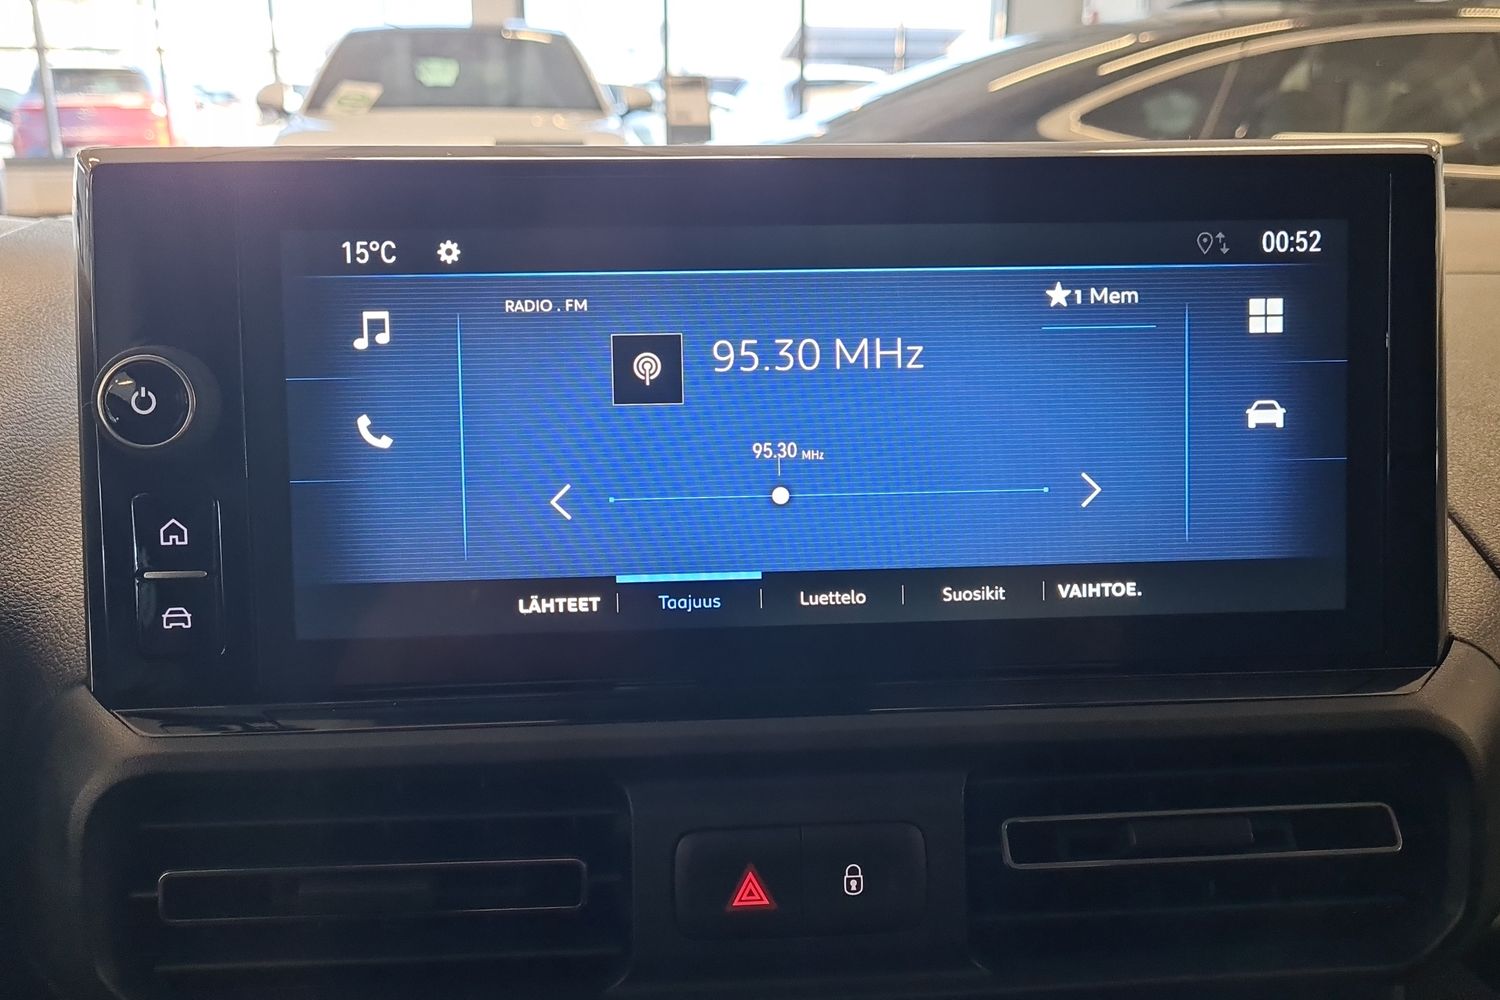 15°C 00:52
RADIO . FM
1 Mem
95.30 MHz
95.30 MHz
LÄHTEET Taajuus Luettelo Suosikit VAIHTOE.